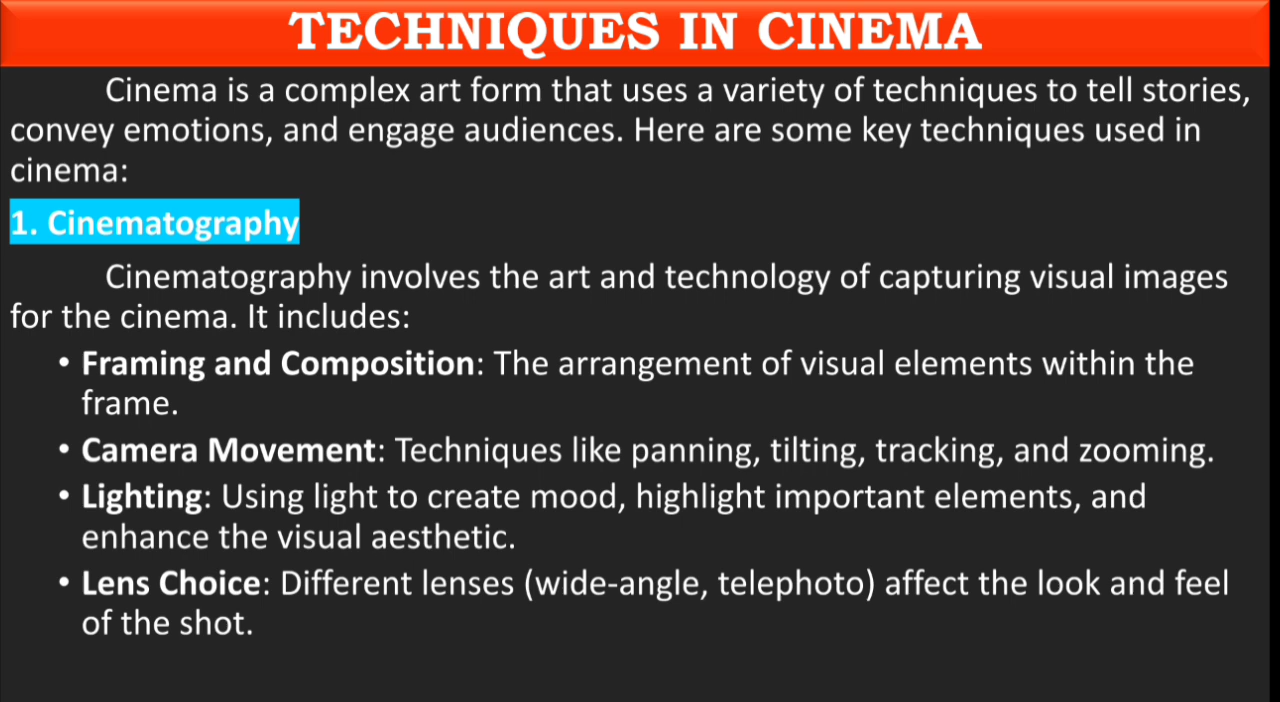 TECHNIQUES IN CINEMA
Cinema is a complex art form that uses a variety of techniques to tell stories,
convey emotions, and engage audiences. Here are some key techniques used in
cinema:
1. Cinematography
Cinematography involves the art and technology of capturing visual images
for the cinema. It includes:
• Framing and Composition: The arrangement of visual elements within the
frame.
• Camera Movement: Techniques like panning, tilting, tracking, and zooming.
• Lighting: Using light to create mood, highlight important elements, and
enhance the visual aesthetic.
• Lens Choice: Different lenses (wide-angle, telephoto) affect the look and feel
of the shot.